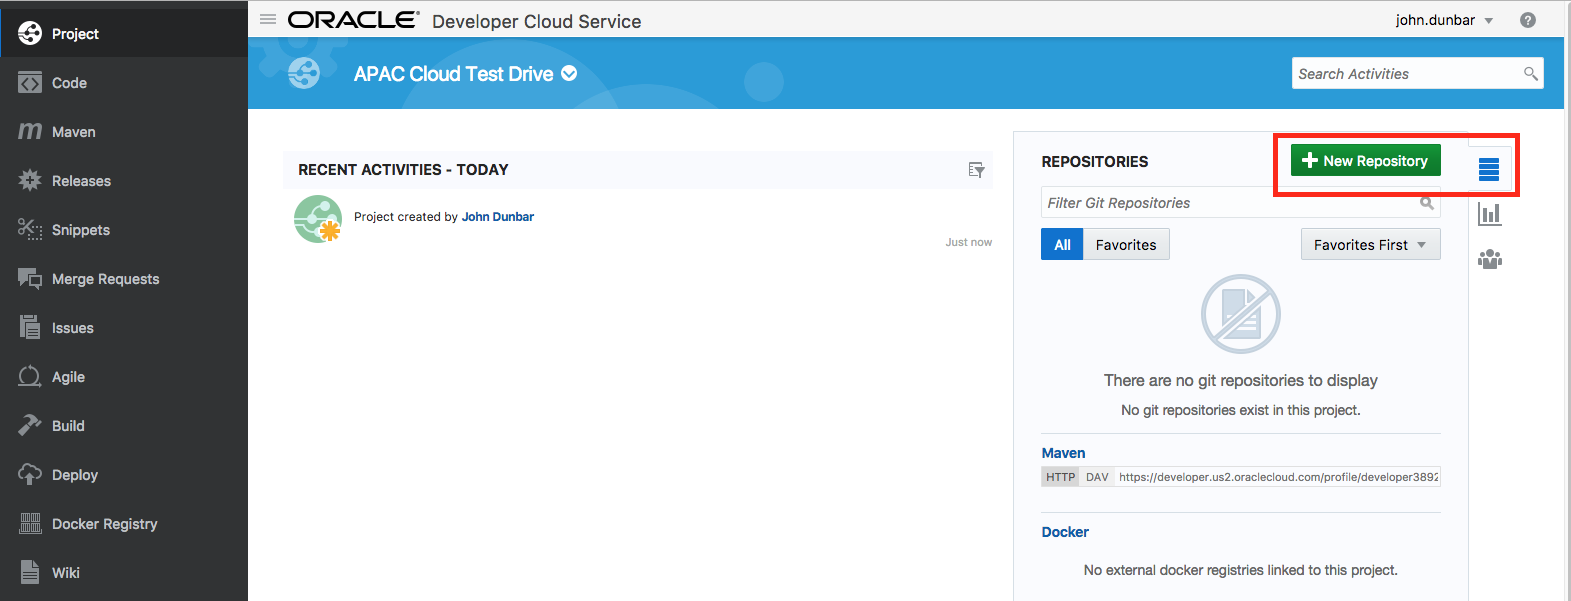 Project
Code
Maven
Releases
Snippets
Merge Requests
Issues
Agile
Build
Deploy
Docker Registry
Wiki
ORACLE Developer Cloud Service
john.dunbar
APAC Cloud Test Drive
Search Activities
RECENT ACTIVITIES - TODAY
Project created by John Dunbar
Just now
REPOSITORIES
New Repository
Filter Git Repositories
All Favorites
Favorites First
There are no git repositories to display
No git repositories exist in this project.
Maven
HTTP DAV https://developer.us2.oraclecloud.com/profile/developer3892
Docker
No external docker registries linked to this project.